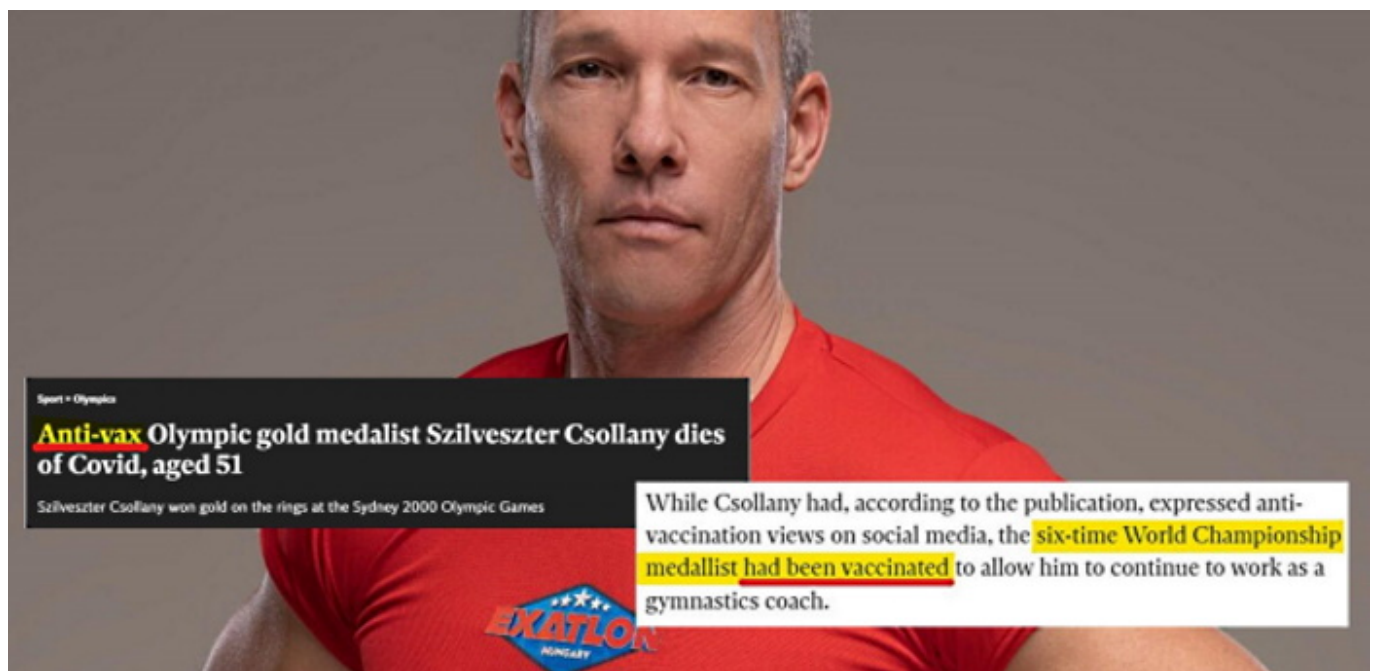 Sport > Olympics
Anti-vax Olympic gold medalist Szilveszter Csollany dies
of Covid, aged 51
Szilveszter Csollany won gold on the rings at the Sydney 2000 Olympic Games
While Csollany had, according to the publication, expressed anti-
vaccination views on social media, the six-time World Championship
medallist had been vaccinated to allow him to continue to work as a
gymnastics coach.
EXATLON
HUNGARY